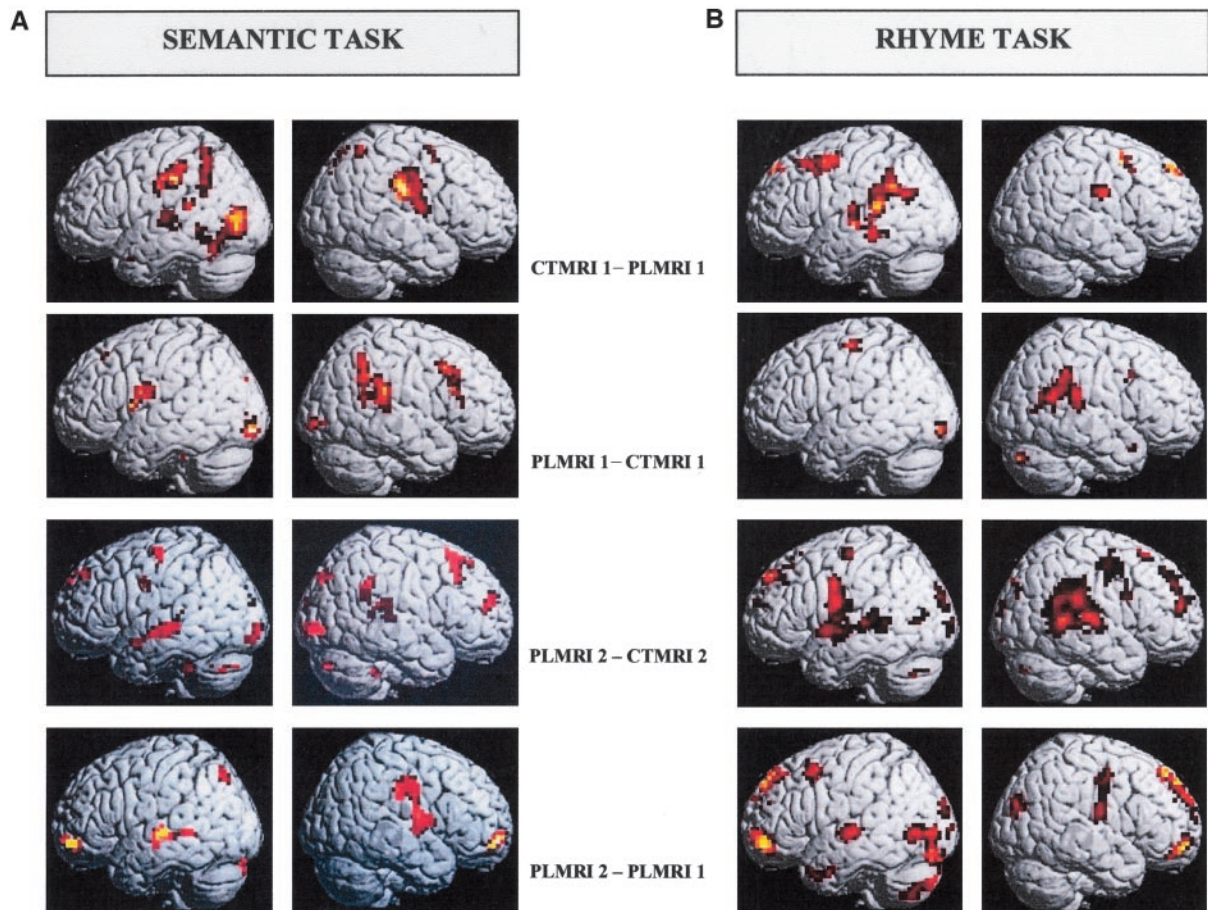 A
SEMANTIC TASK
B
RHYME TASK
CTMRI 1 – PLMRI 1
PLMRI 1 – CTMRI 1
PLMRI 2 – CTMRI 2
PLMRI 2 – PLMRI 1